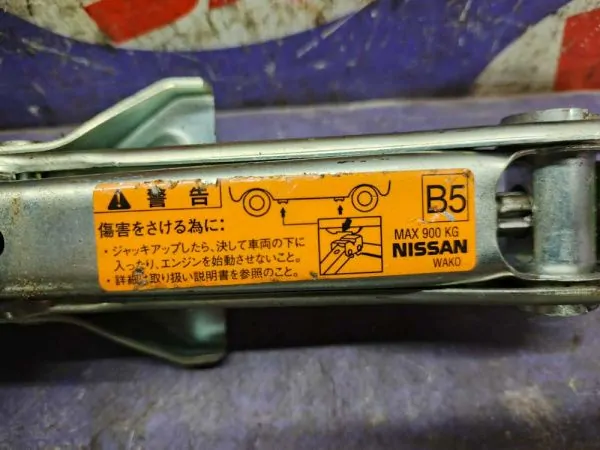 警告
傷害をさける為に:
・ジャッキアップしたら、決して車両の下に
入ったり、エンジンを始動させないこと。
・詳細は取り扱い説明書を参照のこと。
B5
MAX 900 KG
NISSAN
WAKO